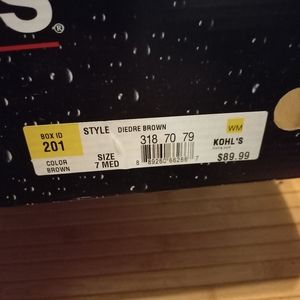 S®
BOX ID
201
COLOR
BROWN
STYLE DIEDRE BROWN
318 70 79
SIZE
7 MED
WM
KOHL'S
$89.99